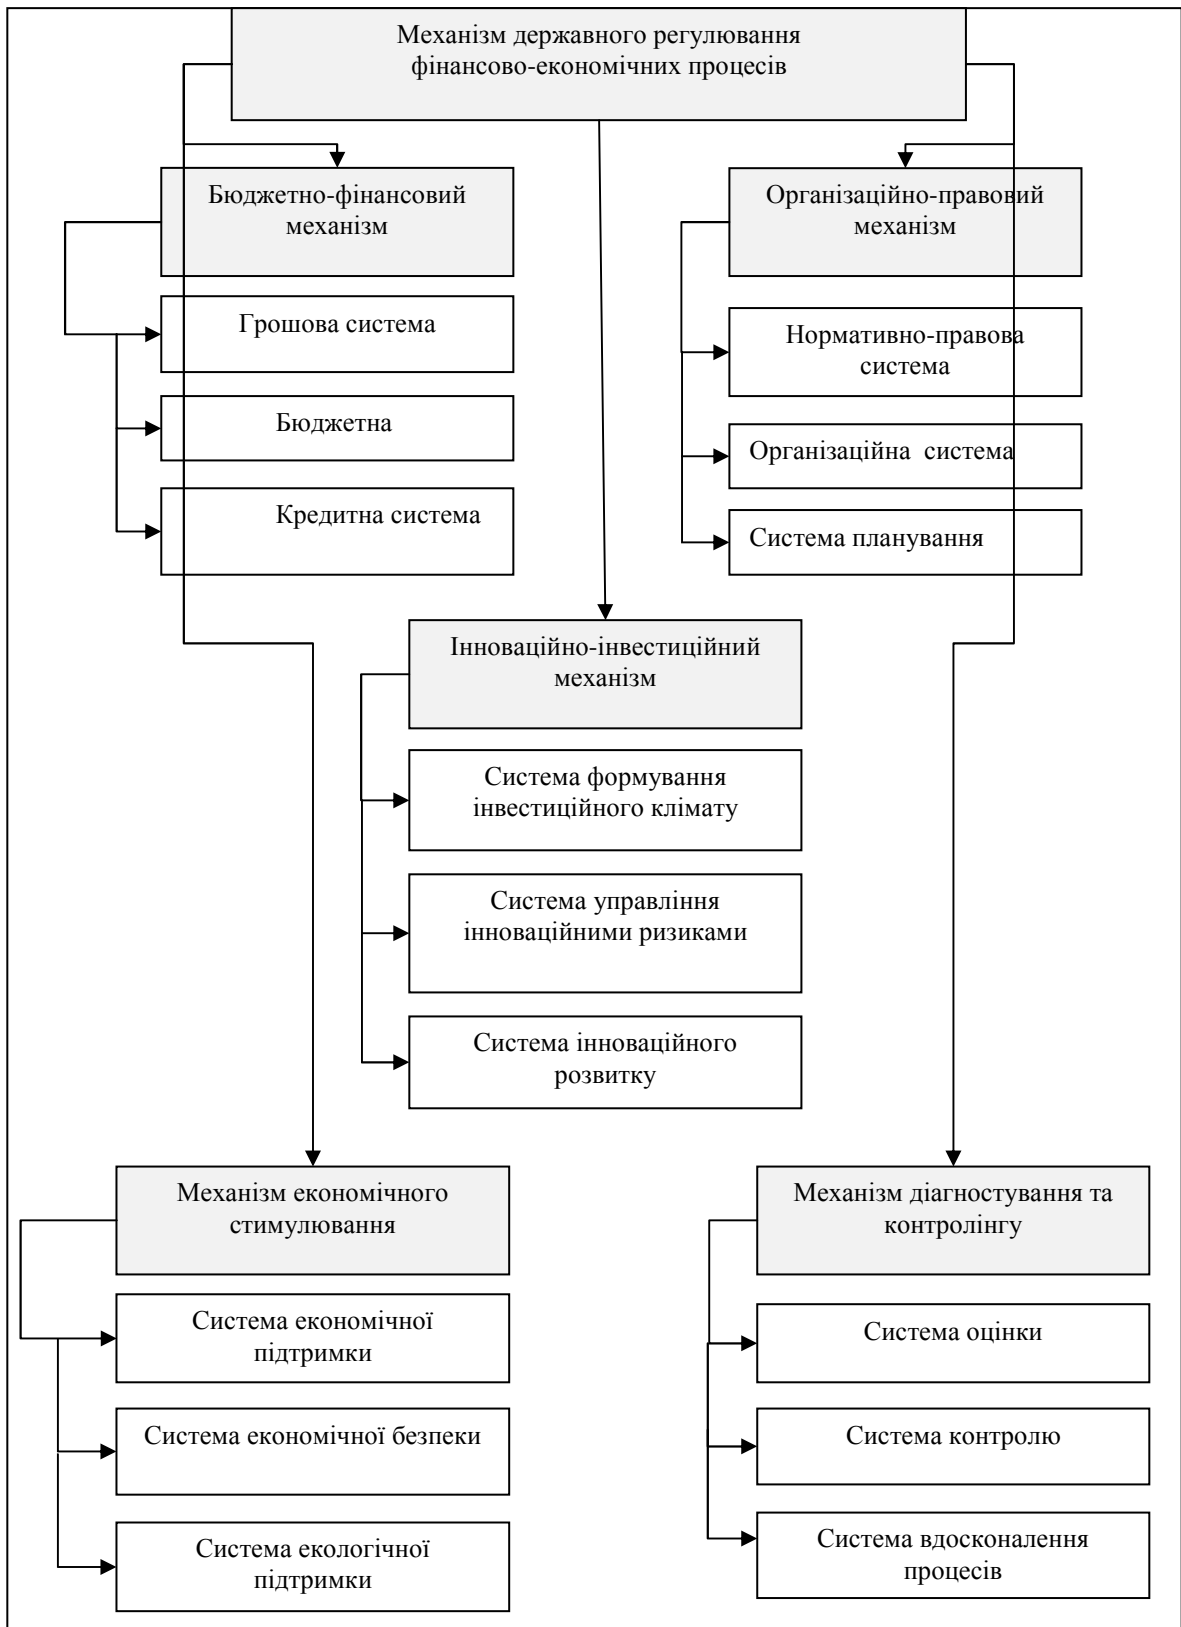 Механізм державного регулювання
фінансово-економічних процесів
Бюджетно-фінансовий
механізм
Грошова система
Бюджетна
Кредитна система
Організаційно-правовий
механізм
Нормативно-правова
система
Організаційна  система
Система планування
Інноваційно-інвестиційний
механізм
Система формування
інвестиційного клімату
Система управління
інноваційними ризиками
Система інноваційного
розвитку
Механізм економічного
стимулювання
Система економічної
підтримки
Система економічної безпеки
Система екологічної
підтримки
Механізм діагностування та
контролінгу
Система оцінки
Система контролю
Система вдосконалення
процесів